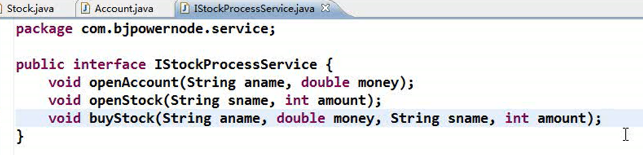 Stock.java Account.java IStockProcessService.java
package com.bjpowernode.service;
public interface IStockProcessService {
void openAccount(String aname, double money);
void openStock(String sname, int amount);
void buyStock(String aname, double money, String sname, int amount);
}